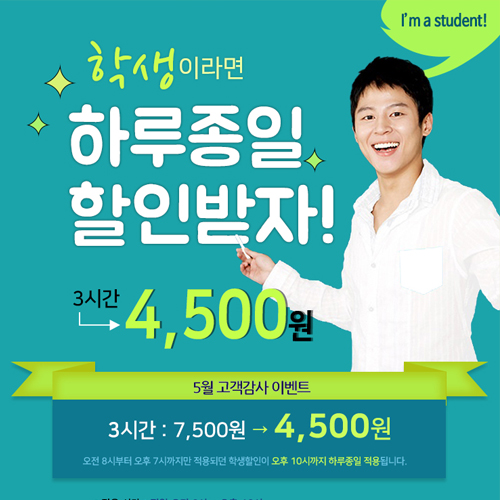 I'm a student!
학생이라면
하루종일
할인받자!
3시간
4,500원
5월 고객감사 이벤트
3시간 : 7,500원 → 4,500원
오전 8시부터 오후 7시까지만 적용되던 학생할인이 오후 10시까지 하루종일 적용됩니다.